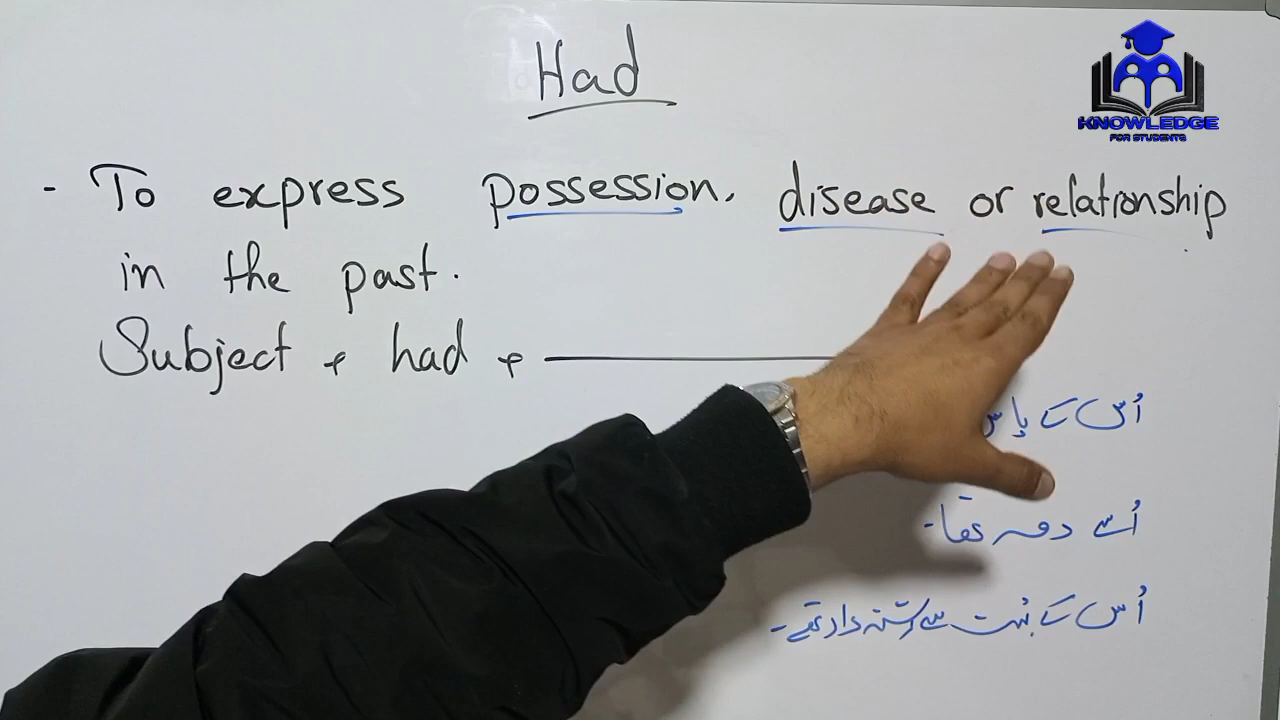 Had
KNOWLEDGE
FOR STUDENTS
- To express possession, disease or relationship
in the past.
Subject + had +
اُس کے پاس
اُسے دمہ تھا۔
اُس کے بہت سے رشتہ دار تھے۔